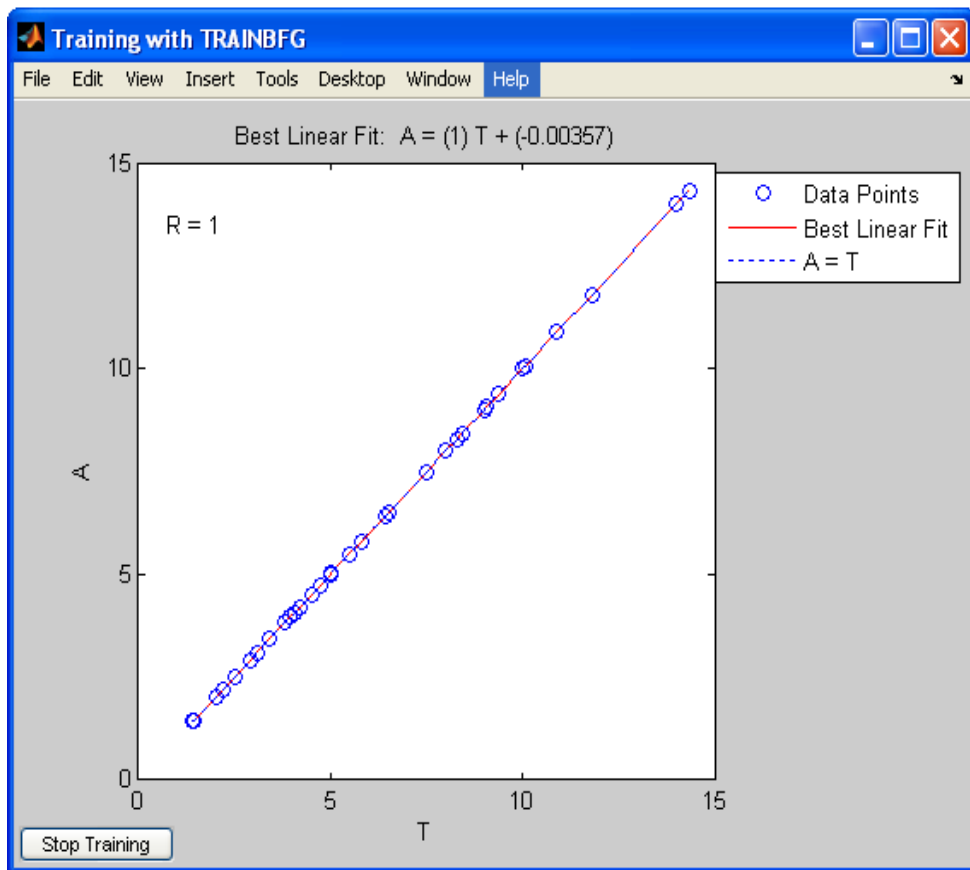 Training with TRAINBFG
File Edit View Insert Tools Desktop Window Help
Best Linear Fit: A = (1) T + (-0.00357)
15
R = 1
Data Points
Best Linear Fit
A = T
10
A
5
0
0 5 10 15
T
Stop Training